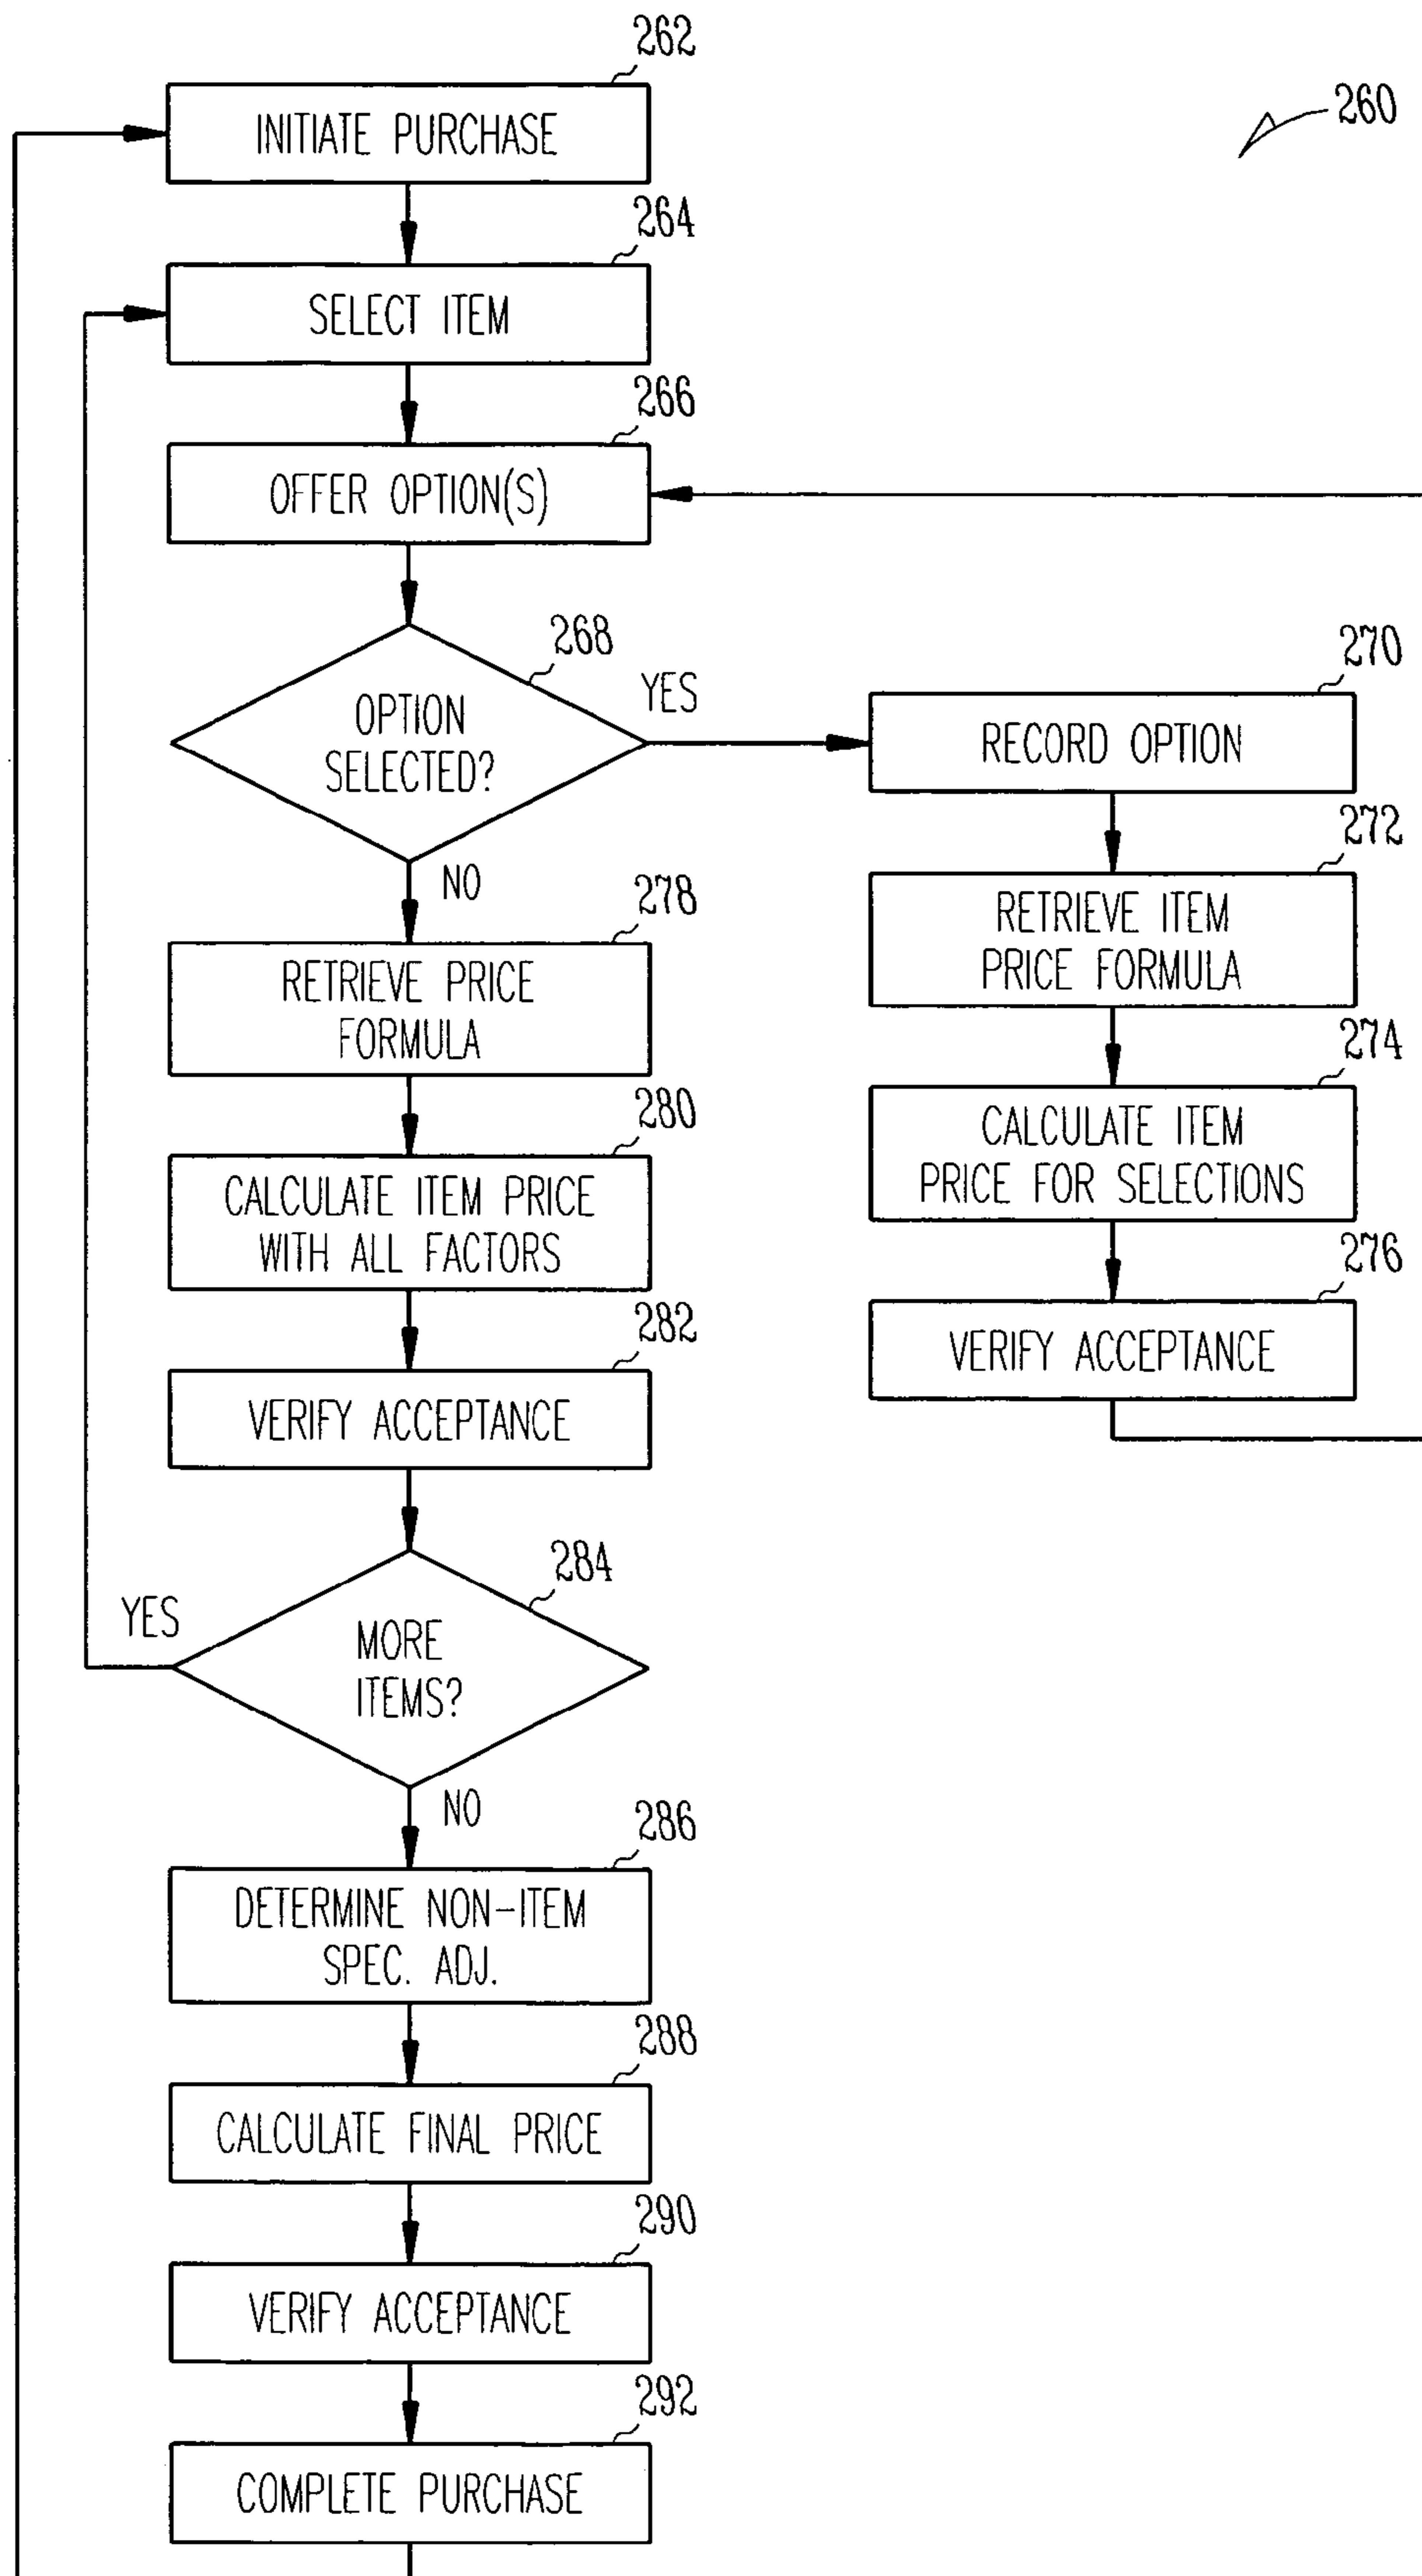 262
260
INITIATE PURCHASE
264
SELECT ITEM
266
OFFER OPTION(S)
268
OPTION
SELECTED?
YES
270
RECORD OPTION
272
RETRIEVE ITEM
PRICE FORMULA
274
CALCULATE ITEM
PRICE FOR SELECTIONS
276
VERIFY ACCEPTANCE
NO
278
RETRIEVE PRICE
FORMULA
280
CALCULATE ITEM PRICE
WITH ALL FACTORS
282
VERIFY ACCEPTANCE
284
YES
MORE
ITEMS?
NO
286
DETERMINE NON-ITEM
SPEC. ADJ.
288
CALCULATE FINAL PRICE
290
VERIFY ACCEPTANCE
292
COMPLETE PURCHASE